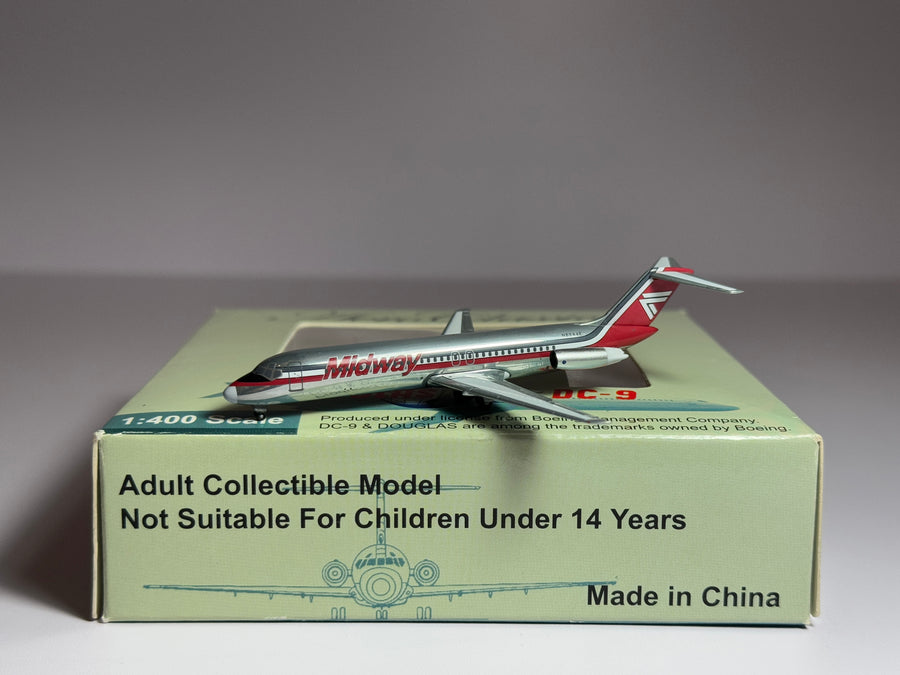 Midway
DC-9
1:400 Scale
Produced under license from Boeing Management Company.
DC-9 & DOUGLAS are among the trademarks owned by Boeing.
Adult Collectible Model
Not Suitable For Children Under 14 Years
Made in China